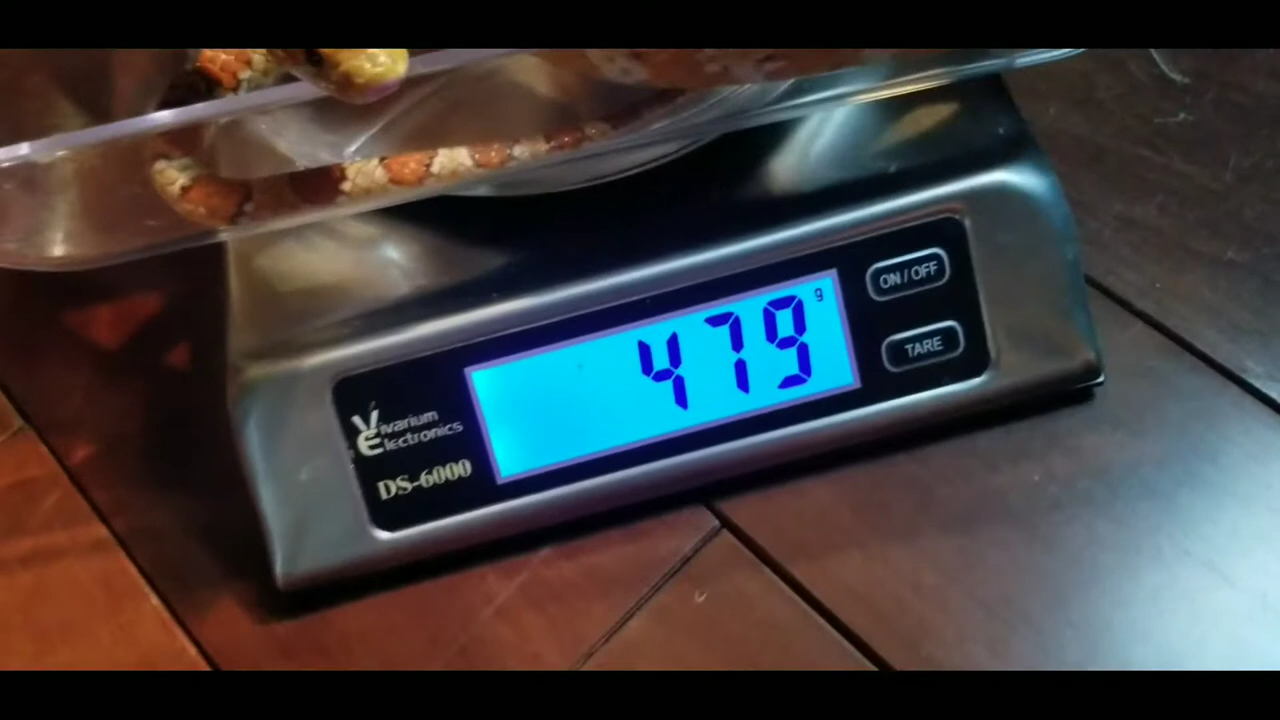 479 g
ON / OFF
TARE
Vivarium
Electronics
DS-6000